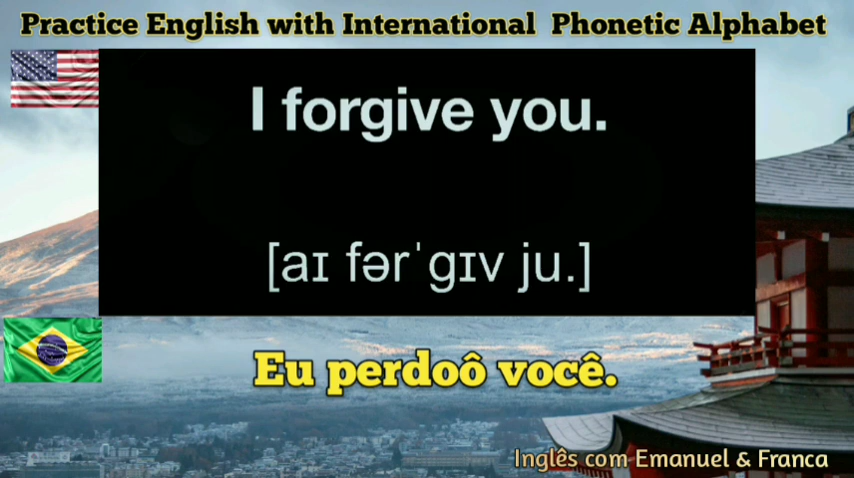 Practice English with International Phonetic Alphabet
I forgive you.
[aɪ fərˈgɪv ju.]
Eu perdoô você.
Inglês com Emanuel & Franca